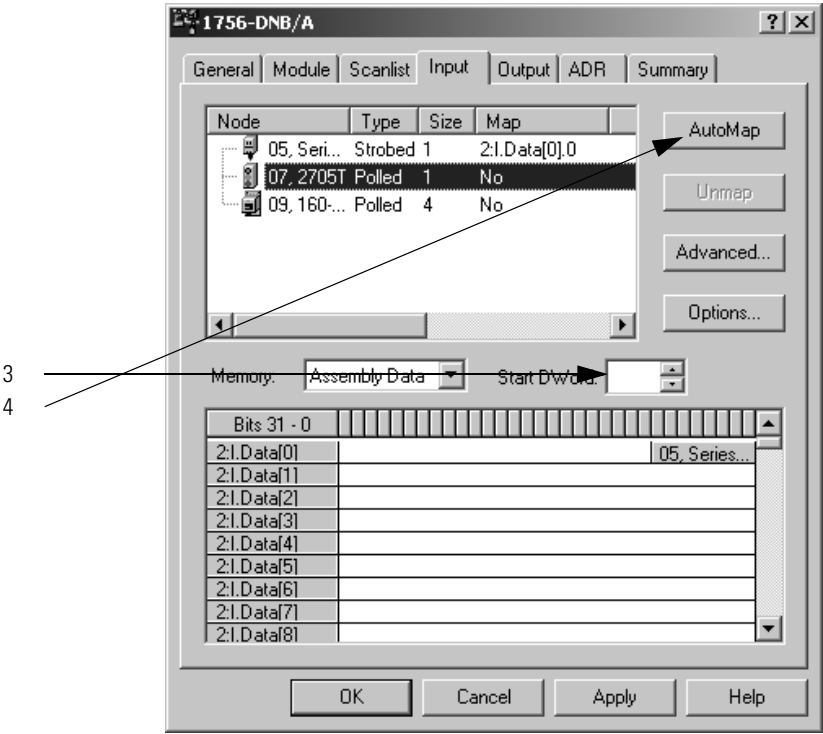 1756-DNB/A
General Module Scanlist Input Output ADR Summary
Node Type Size Map
05, Seri... Strobed 1 2:I.Data[0].0
07, 2705T Polled 1 No
09, 160-... Polled 4 No
AutoMap
Unmap
Advanced...
Options...
3
4
Memory: Assembly Data Start DWord:
Bits 31 - 0
2:I.Data[0] 05, Series...
2:I.Data[1]
2:I.Data[2]
2:I.Data[3]
2:I.Data[4]
2:I.Data[5]
2:I.Data[6]
2:I.Data[7]
2:I.Data[8]
OK Cancel Apply Help